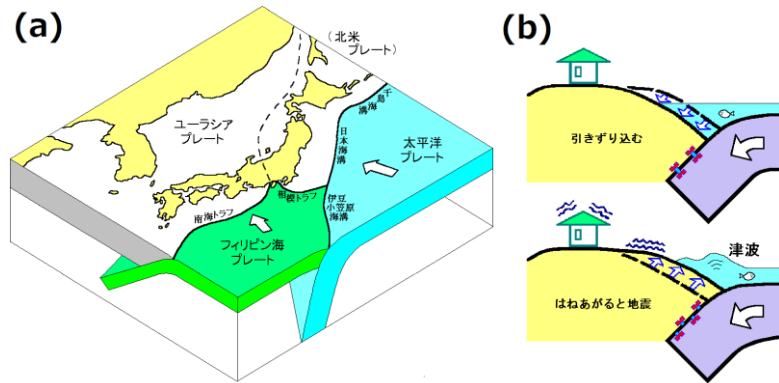 (a)
（北米
プレート）
千島海溝
ユーラシア
プレート
日本海溝
太平洋
プレート
相模トラフ
伊豆
小笠原
海溝
南海トラフ
フィリピン海
プレート
(b)
引きずり込む
津波
はねあがると地震